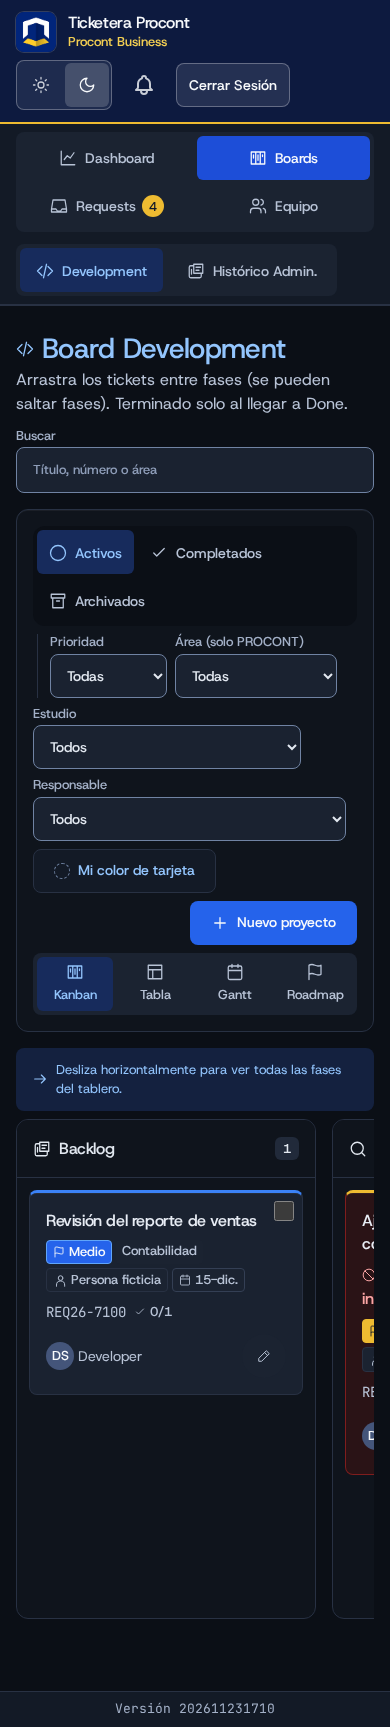 Ticketera Procont
Procont Business
Cerrar Sesión
Dashboard
Boards
Requests 4
Equipo
Development
Histórico Admin.
Board Development
Arrastra los tickets entre fases (se pueden
saltar fases). Terminado solo al llegar a Done.
Buscar
Título, número o área
Activos
Completados
Archivados
Prioridad
Área (solo PROCONT)
Todas
Todas
Estudio
Todos
Responsable
Todos
Mi color de tarjeta
Nuevo proyecto
Kanban
Tabla
Gantt
Roadmap
Desliza horizontalmente para ver todas las fases
del tablero.
Backlog
1
Revisión del reporte de ventas
Medio
Contabilidad
Persona ficticia
15-dic.
REQ26-7100
0/1
DS
Developer
Versión 202611231710